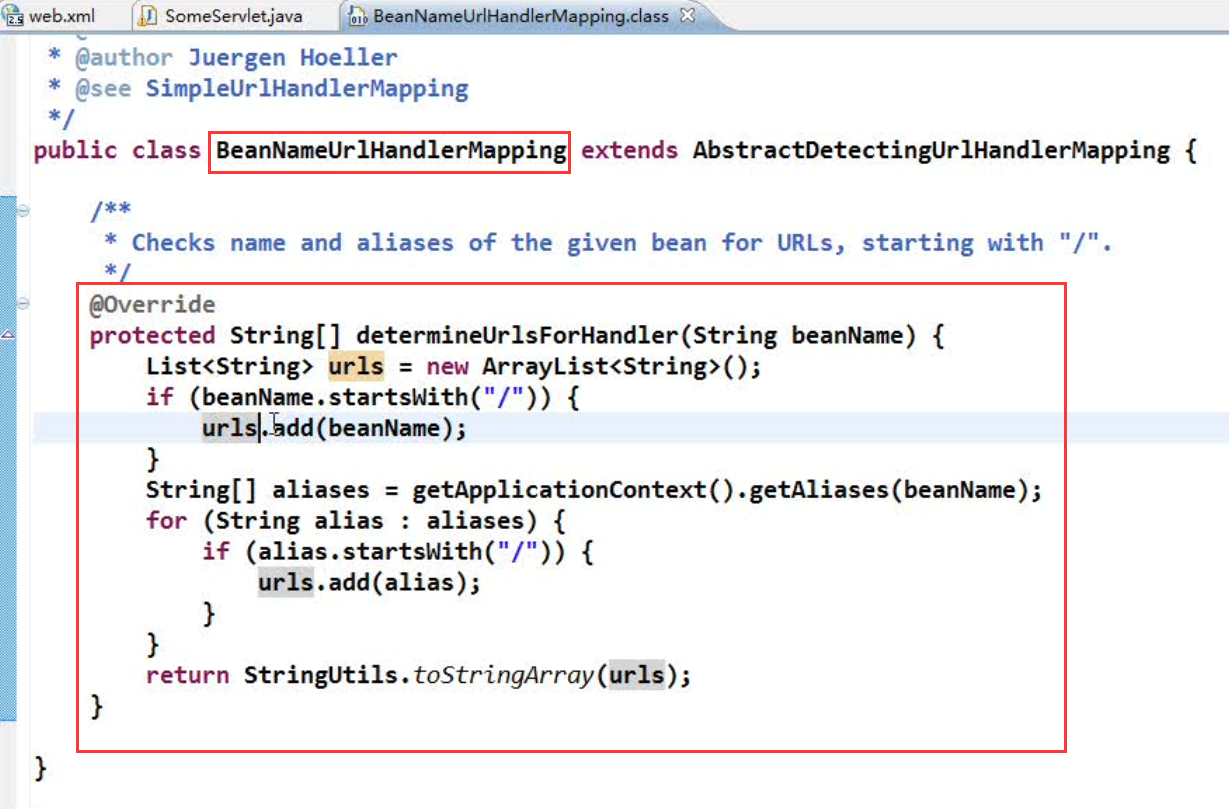 web.xml SomeServlet.java BeanNameUrlHandlerMapping.class
* @author Juergen Hoeller
* @see SimpleUrlHandlerMapping
*/
public class BeanNameUrlHandlerMapping extends AbstractDetectingUrlHandlerMapping {
/**
* Checks name and aliases of the given bean for URLs, starting with "/".
*/
@Override
protected String[] determineUrlsForHandler(String beanName) {
List<String> urls = new ArrayList<String>();
if (beanName.startsWith("/")) {
urls.add(beanName);
}
String[] aliases = getApplicationContext().getAliases(beanName);
for (String alias : aliases) {
if (alias.startsWith("/")) {
urls.add(alias);
}
}
return StringUtils.toStringArray(urls);
}
}